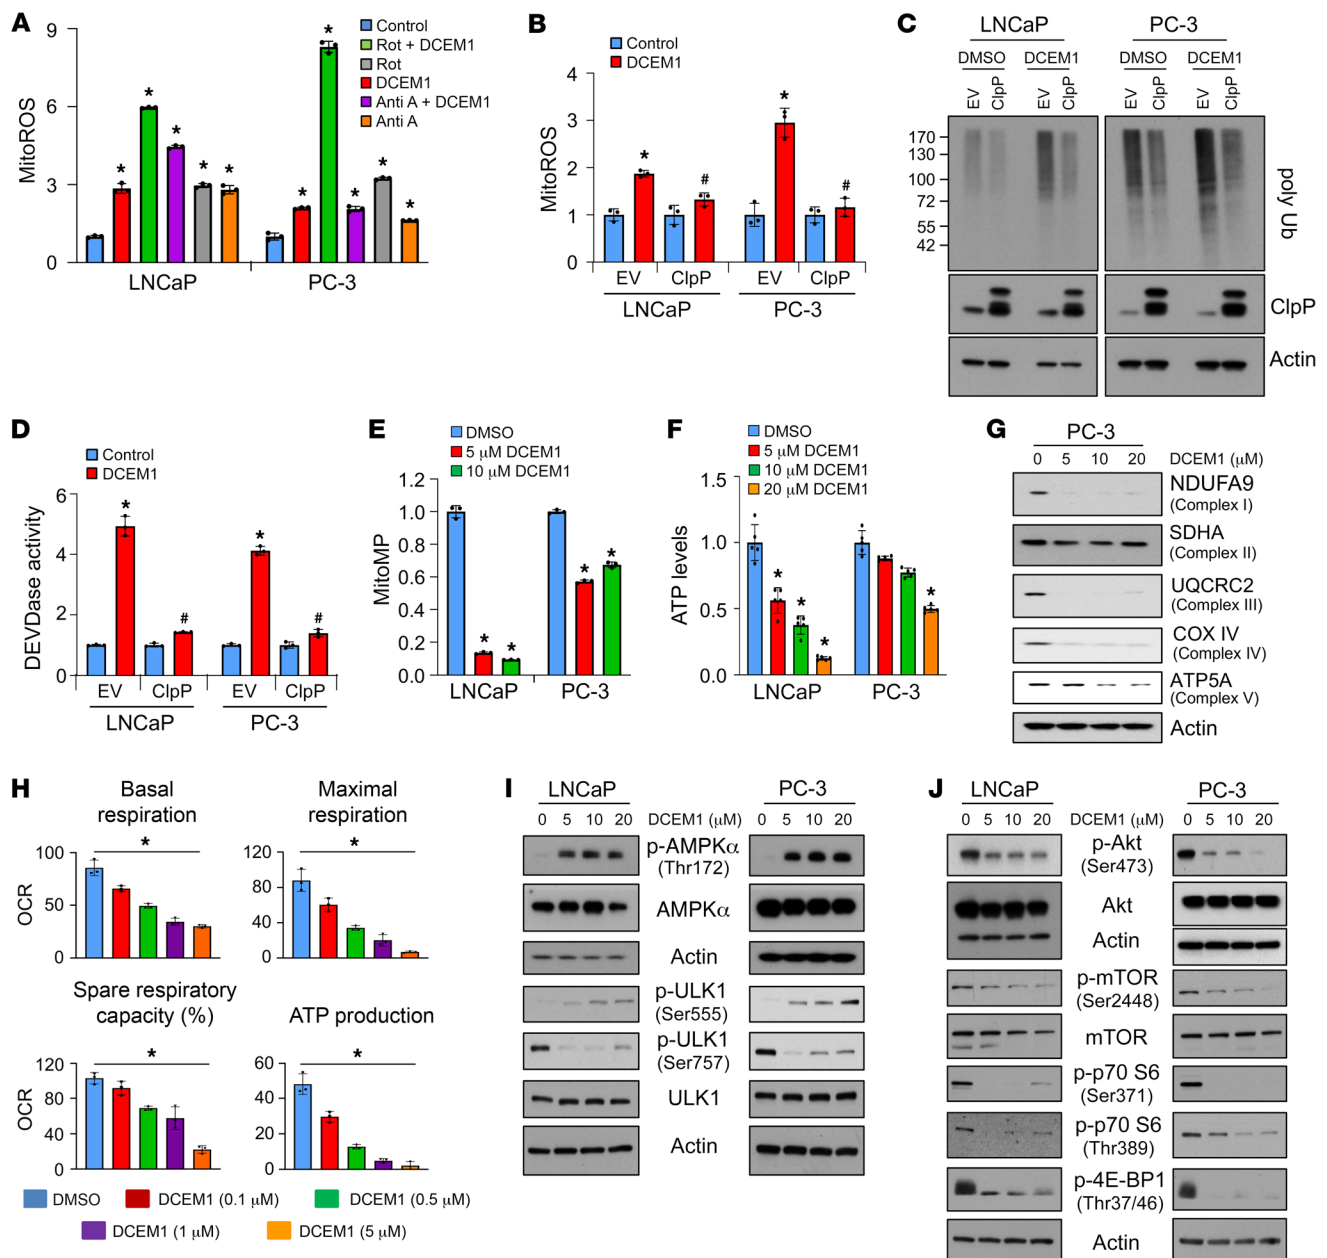 A
MitoROS
9
6
3
0
Control
Rot + DCEM1
Rot
DCEM1
Anti A + DCEM1
Anti A
* * * * *
* * * * *
LNCaP PC-3
B
Control
DCEM1
MitoROS
4
3
2
1
0
* # * #
EV ClpP EV ClpP
LNCaP PC-3
C
LNCaP PC-3
DMSO DCEM1 DMSO DCEM1
EV ClpP EV ClpP EV ClpP EV ClpP
170
130
100
72
55
42
poly Ub
ClpP
Actin
D
Control
DCEM1
DEVDase activity
6
4
2
0
* # * #
EV ClpP EV ClpP
LNCaP PC-3
E
DMSO
5 μM DCEM1
10 μM DCEM1
MitoMP
1.2
1.0
0.8
0.6
0.4
0.2
0.0
* * * *
LNCaP PC-3
F
DMSO
5 μM DCEM1
10 μM DCEM1
20 μM DCEM1
ATP levels
1.5
1.0
0.5
0.0
* * * *
LNCaP PC-3
G
PC-3
0 5 10 20 DCEM1 (μM)
NDUFA9
(Complex I)
SDHA
(Complex II)
UQCRC2
(Complex III)
COX IV
(Complex IV)
ATP5A
(Complex V)
Actin
H
Basal
respiration
*
OCR
100
50
0
Maximal
respiration
*
120
80
40
0
Spare respiratory
capacity (%)
*
OCR
120
80
40
0
ATP production
*
60
40
20
0
DMSO DCEM1 (0.1 μM) DCEM1 (0.5 μM)
DCEM1 (1 μM) DCEM1 (5 μM)
I
LNCaP PC-3
0 5 10 20 DCEM1 (μM) 0 5 10 20
p-AMPKα
(Thr172)
AMPKα
Actin
p-ULK1
(Ser555)
p-ULK1
(Ser757)
ULK1
Actin
J
LNCaP PC-3
0 5 10 20 DCEM1 (μM) 0 5 10 20
p-Akt
(Ser473)
Akt
Actin
p-mTOR
(Ser2448)
mTOR
p-p70 S6
(Ser371)
p-p70 S6
(Thr389)
p-4E-BP1
(Thr37/46)
Actin